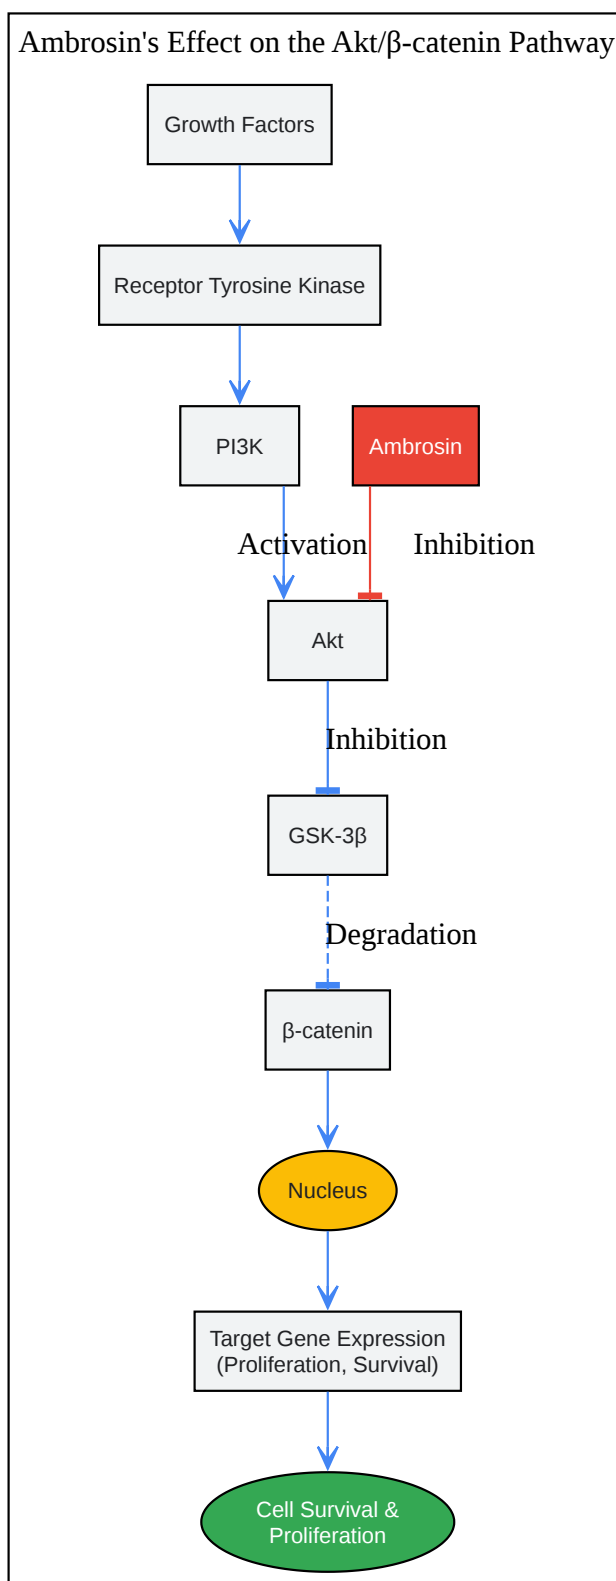 Ambrosin's Effect on the Akt/β-catenin Pathway
Growth Factors
Receptor Tyrosine Kinase
PI3K
Ambrosin
Activation
Inhibition
Akt
Inhibition
GSK-3β
Degradation
β-catenin
Nucleus
Target Gene Expression
(Proliferation, Survival)
Cell Survival &
Proliferation